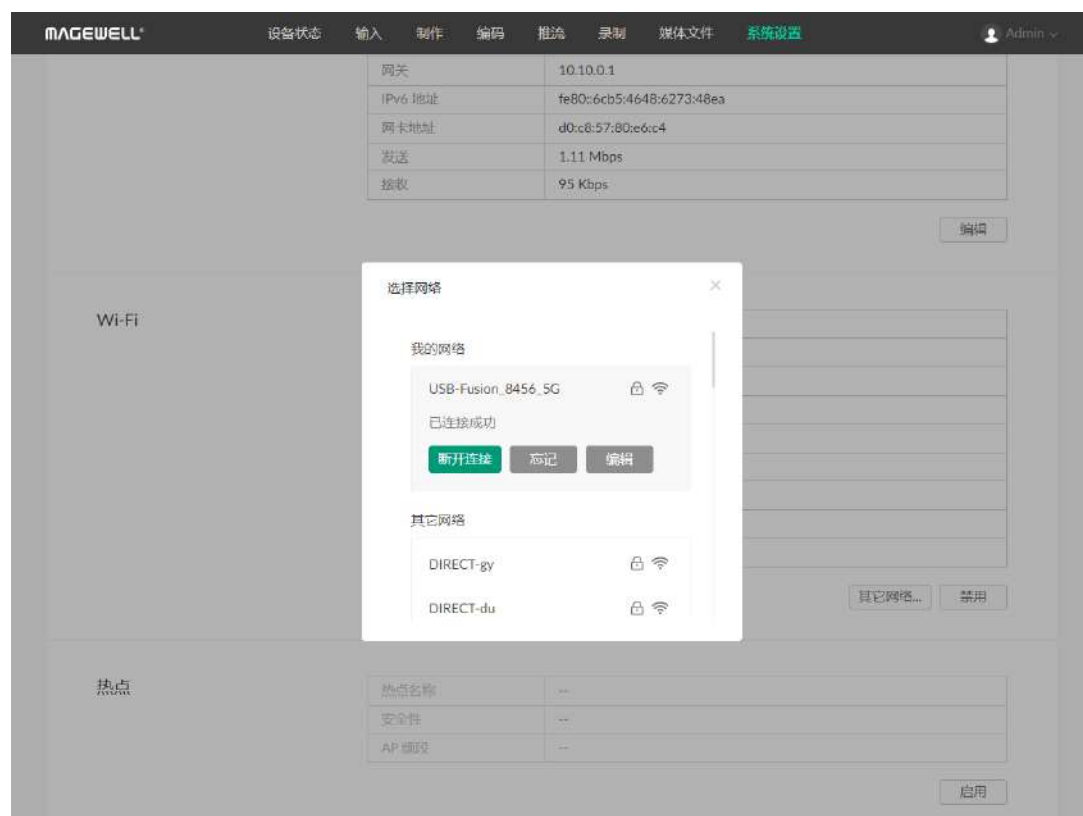 MAGEWELL
设备状态 输入 制作 编码 推流 录制 媒体文件 系统设置 Admin
网关 10.10.0.1
IPv6 地址 fe80::6cb5:4648:6273:48ea
网卡地址 d0:c8:57:80:e6:c4
发送 1.11 Mbps
接收 95 Kbps
编辑
选择网络
Wi-Fi
我的网络
USB-Fusion_8456_5G
已连接成功
断开连接 忘记 编辑
其它网络
DIRECT-gy
DIRECT-du
其它网络... 禁用
热点
热点名称 --
安全性 --
AP 频段 --
启用